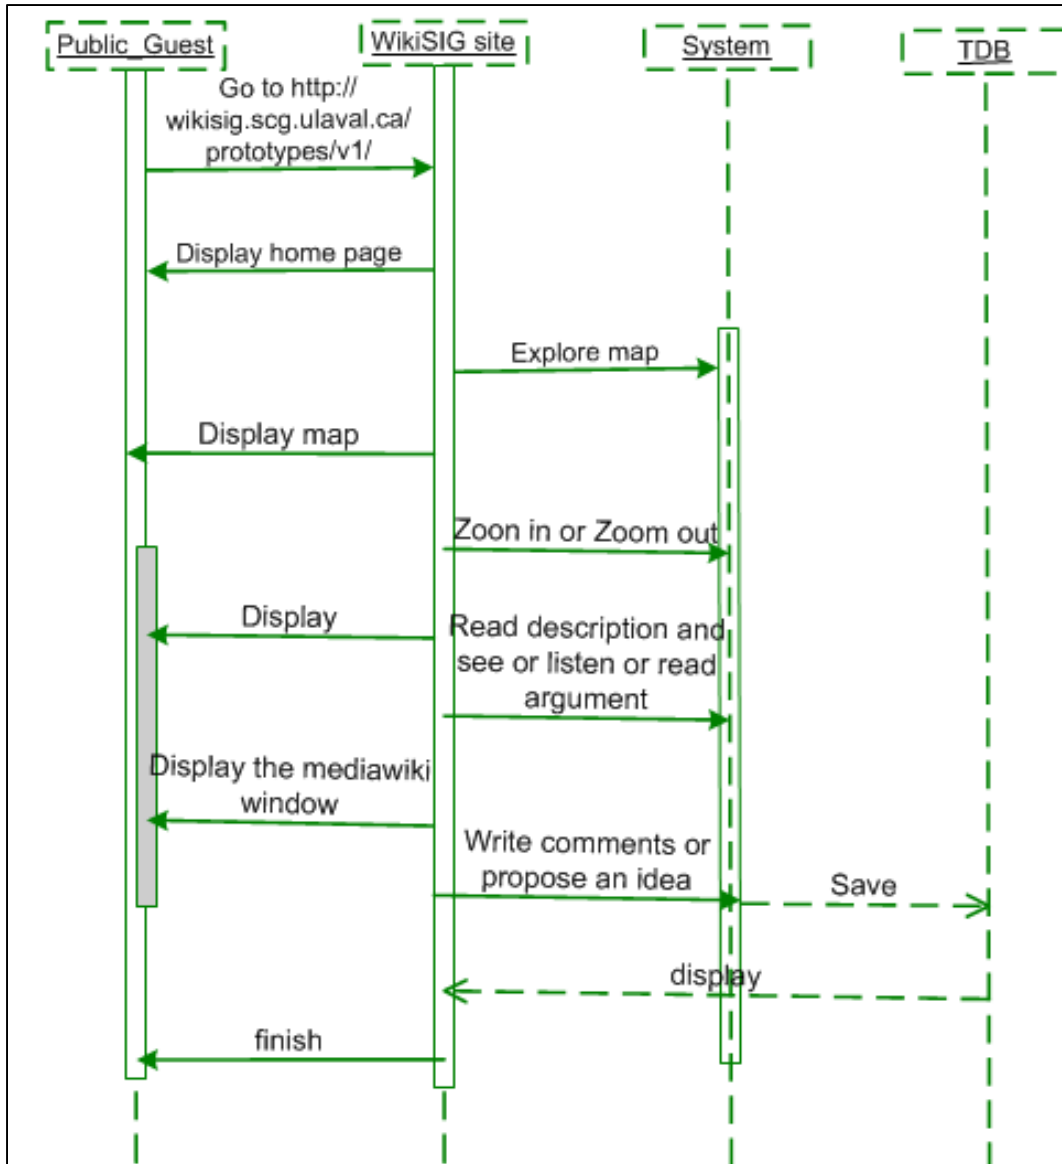 Public_Guest
WikiSIG site
System
TDB
Go to http://
wikisig.scg.ulaval.ca/
prototypes/v1/
Display home page
Explore map
Display map
Zoon in or Zoom out
Display
Read description and
see or listen or read
argument
Display the mediawiki
window
Write comments or
propose an idea
Save
display
finish